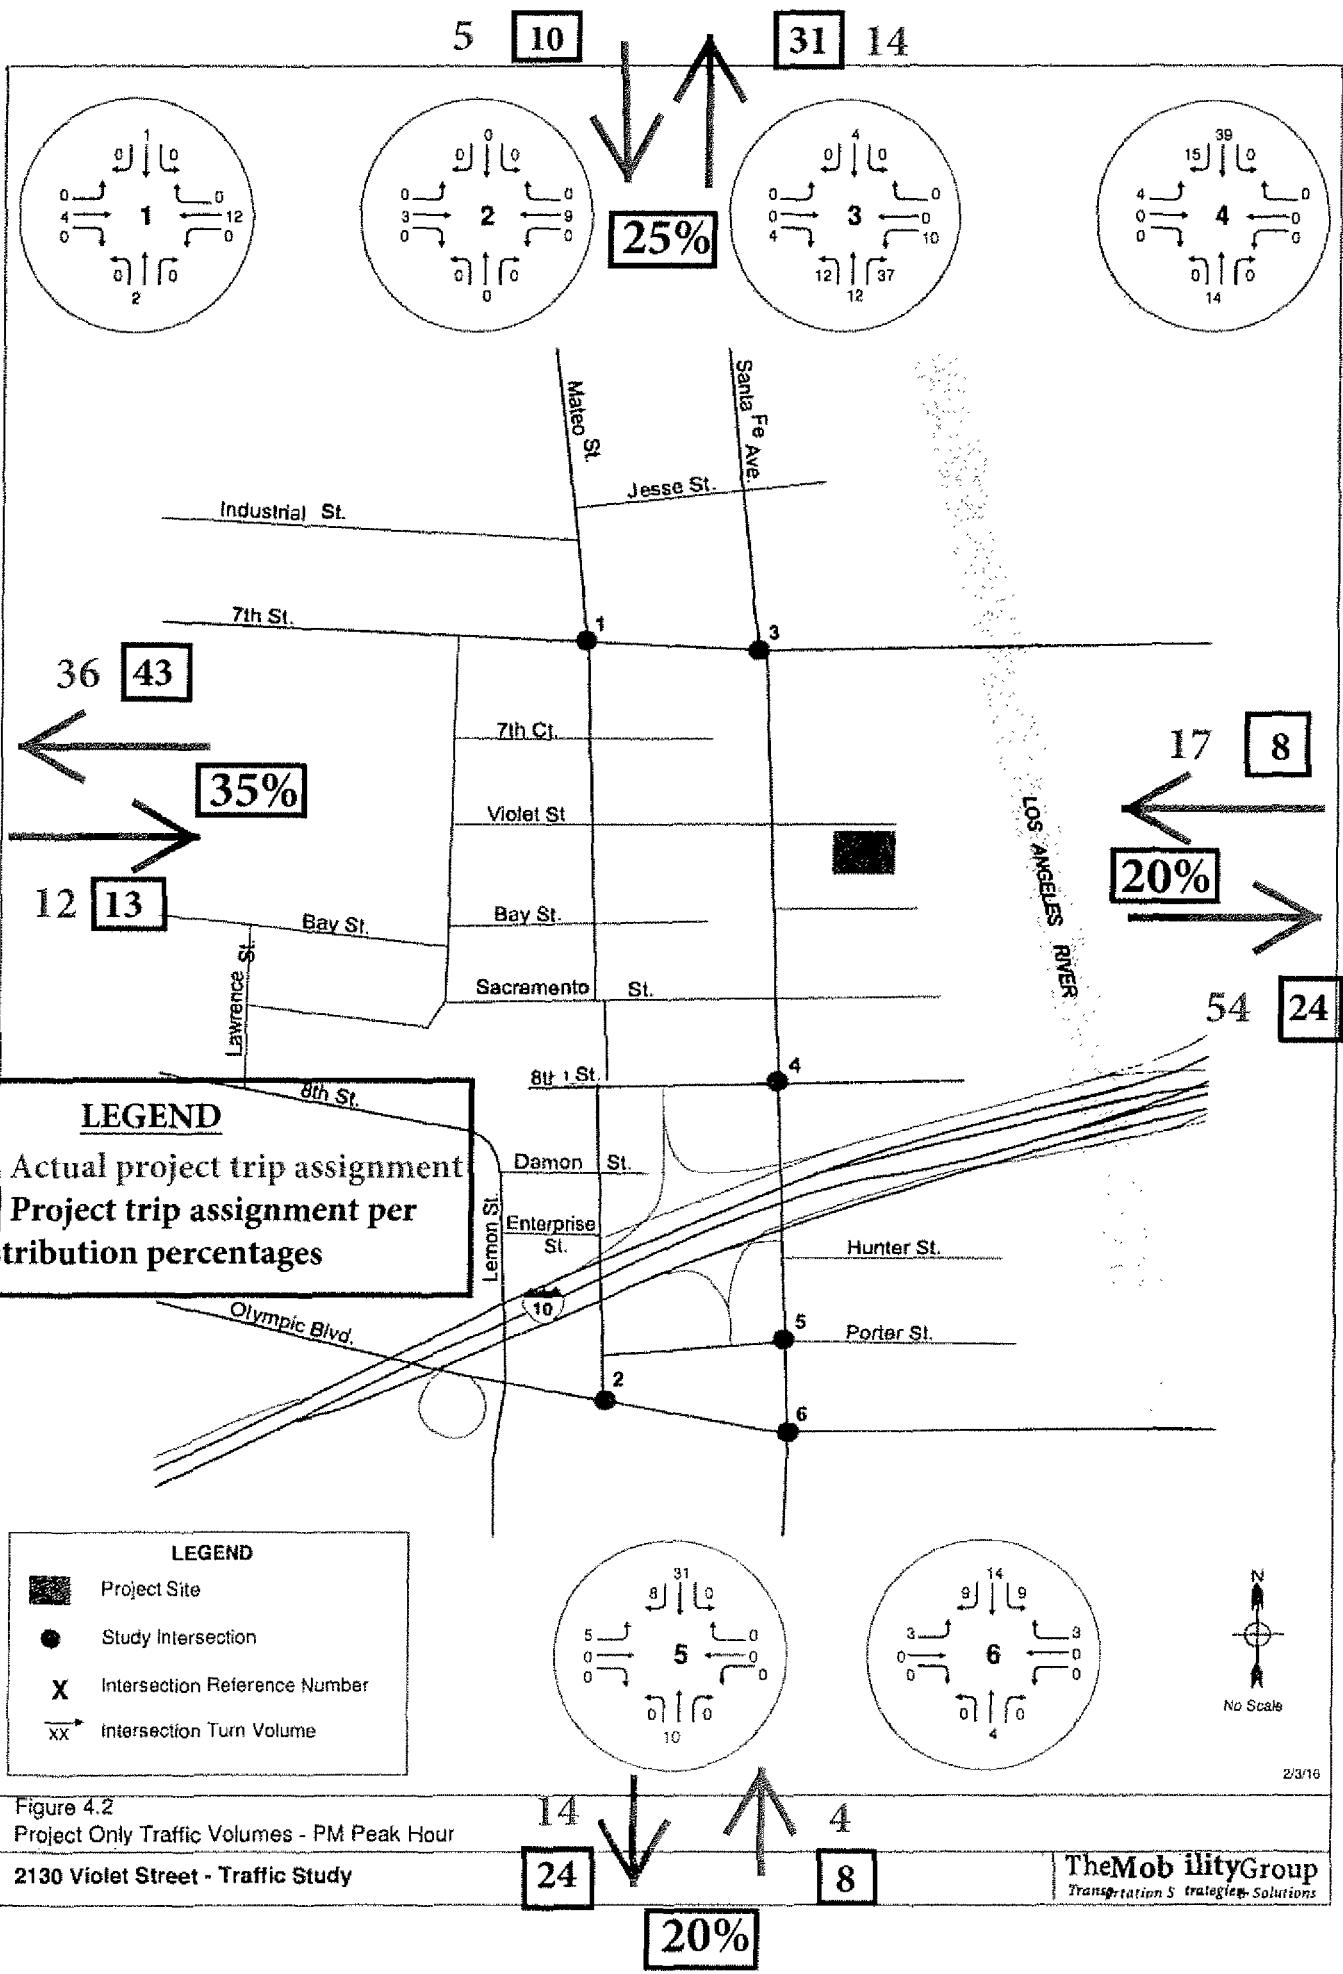 5 10 31 14
1 0 4 39
0 0 0 0 0 0 15 0
0 0 0 0 0 0 4 0
4 1 12 3 2 9 0 3 0 0 4 0
0 0 0 0 4 10 0 0
0 0 0 0 12 37 0 0
2 0 12 14
25%
Mateo St.
Santa Fe Ave.
Jesse St.
Industrial St.
7th St.
1
3
36 43
7th Ct.
17 8
35%
Violet St
LOS ANGELES RIVER
20%
12 13
Bay St.
Bay St.
Lawrence St.
Sacramento St.
54 24
4
8th St.
8th St.
LEGEND
Actual project trip assignment
Project trip assignment per
stribution percentages
Damon St.
Lemon St.
Enterprise
St.
Hunter St.
10
Olympic Blvd.
5
Porter St.
2
6
LEGEND
Project Site
Study Intersection
X Intersection Reference Number
XX Intersection Turn Volume
31 14
8 0 9 9
5 0 3 3
0 5 0 0 6 0
0 0 0 0
0 0 0 0
10 4
N
No Scale
2/3/16
Figure 4.2
Project Only Traffic Volumes - PM Peak Hour
2130 Violet Street - Traffic Study
14 4
24 8
20%
TheMob ilityGroup
Transportation Strategies Solutions